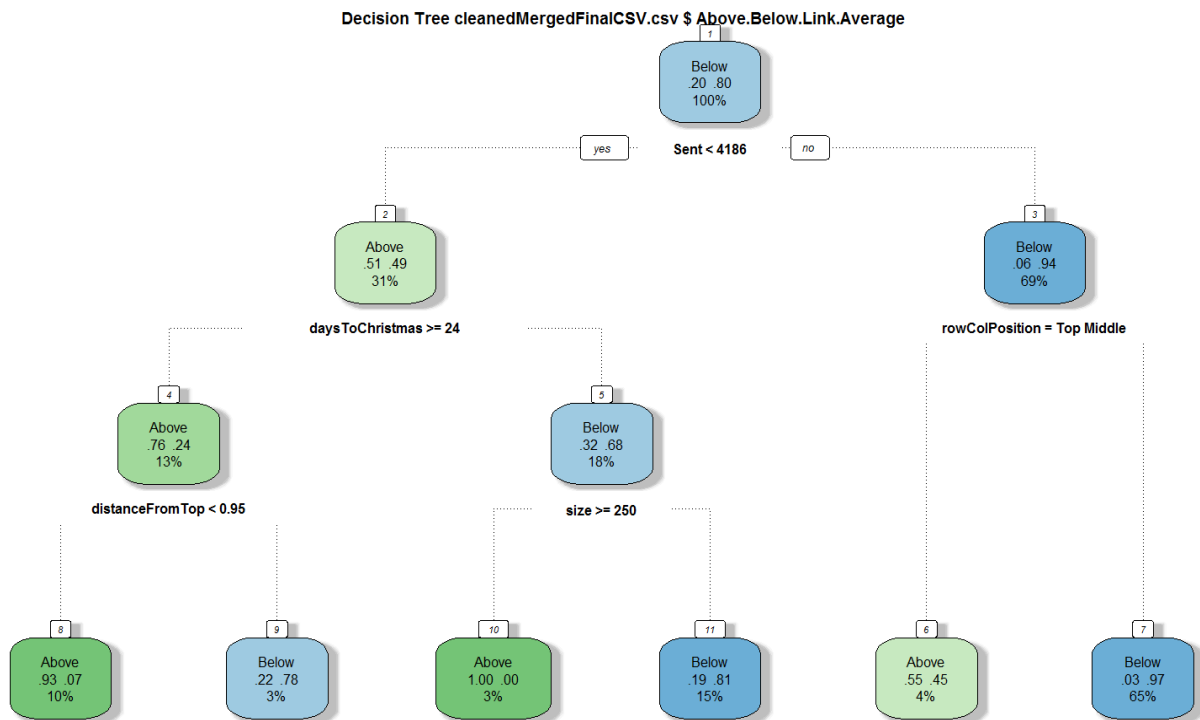 Decision Tree cleanedMergedFinalCSV.csv $ Above.Below.Link.Average
1
Below
.20 .80
100%
yes
Sent < 4186
no
2
Above
.51 .49
31%
3
Below
.06 .94
69%
daysToChristmas >= 24
rowColPosition = Top Middle
4
Above
.76 .24
13%
5
Below
.32 .68
18%
distanceFromTop < 0.95
size >= 250
8
Above
.93 .07
10%
9
Below
.22 .78
3%
10
Above
1.00 .00
3%
11
Below
.19 .81
15%
6
Above
.55 .45
4%
7
Below
.03 .97
65%